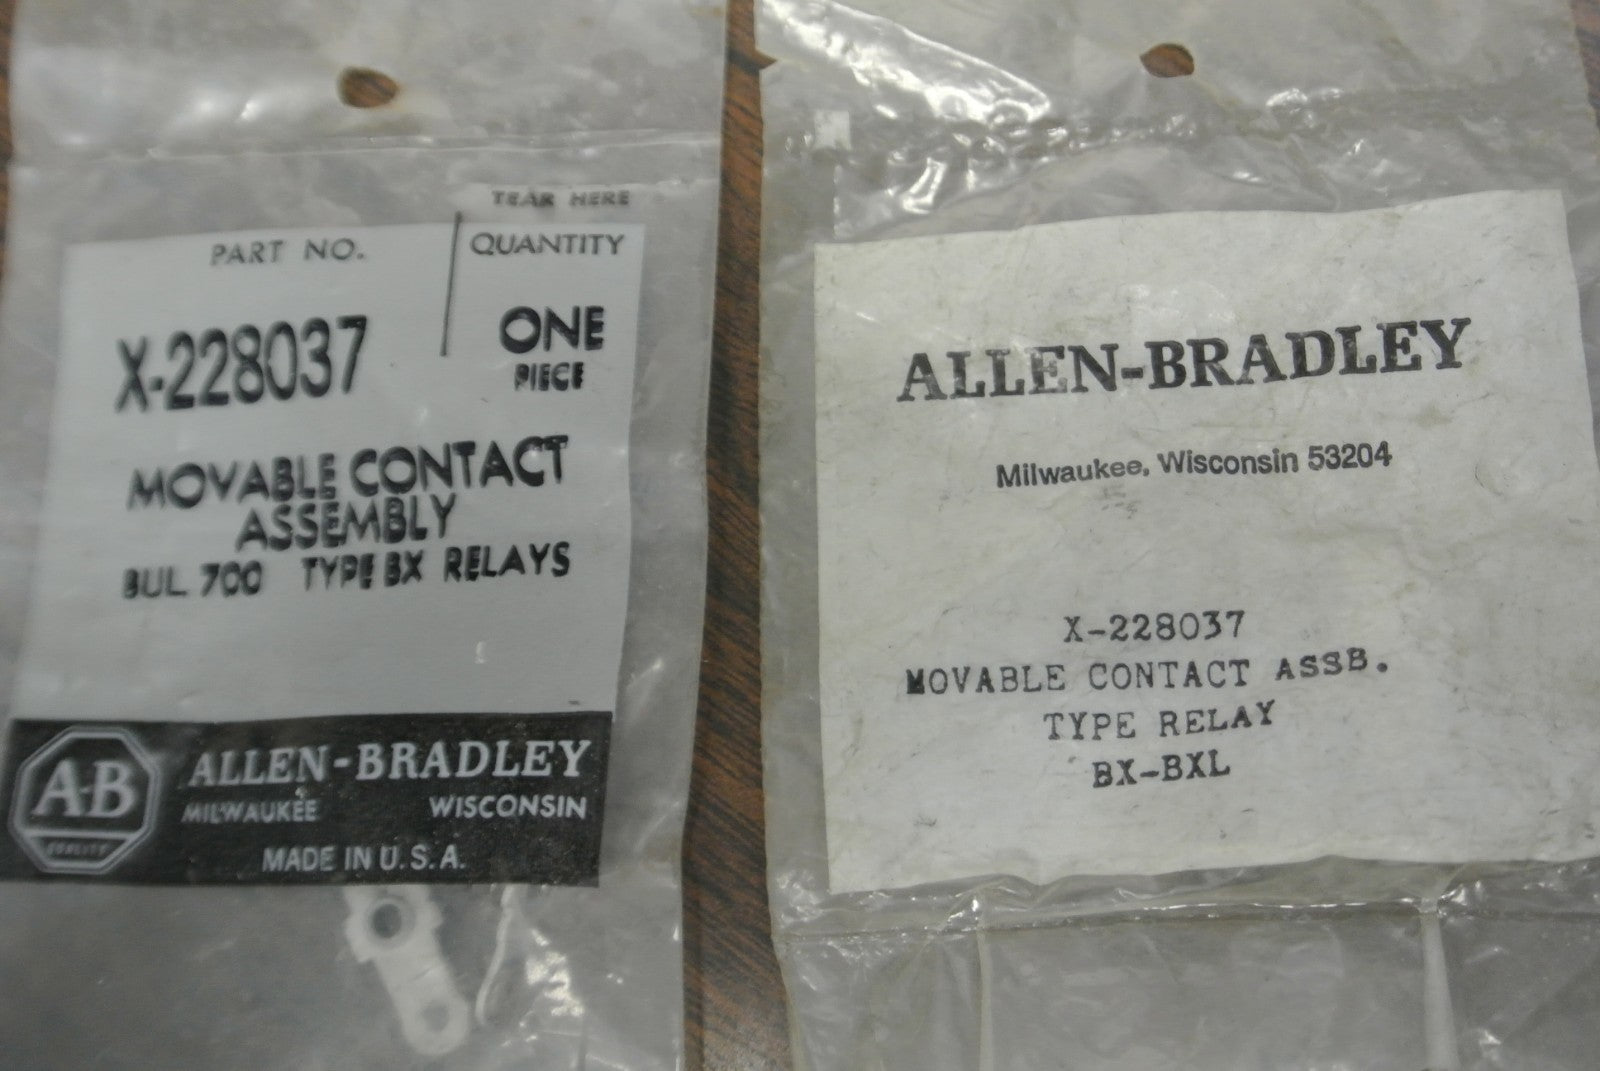 TEAR HERE
PART NO. QUANTITY
X-228037 ONE
PIECE
MOVABLE CONTACT
ASSEMBLY
BUL. 700 TYPE BX RELAYS
A-B
QUALITY
ALLEN-BRADLEY
MILWAUKEE WISCONSIN
MADE IN U.S.A.
ALLEN-BRADLEY
Milwaukee, Wisconsin 53204
X-228037
MOVABLE CONTACT ASSB.
TYPE RELAY
BX-BXL